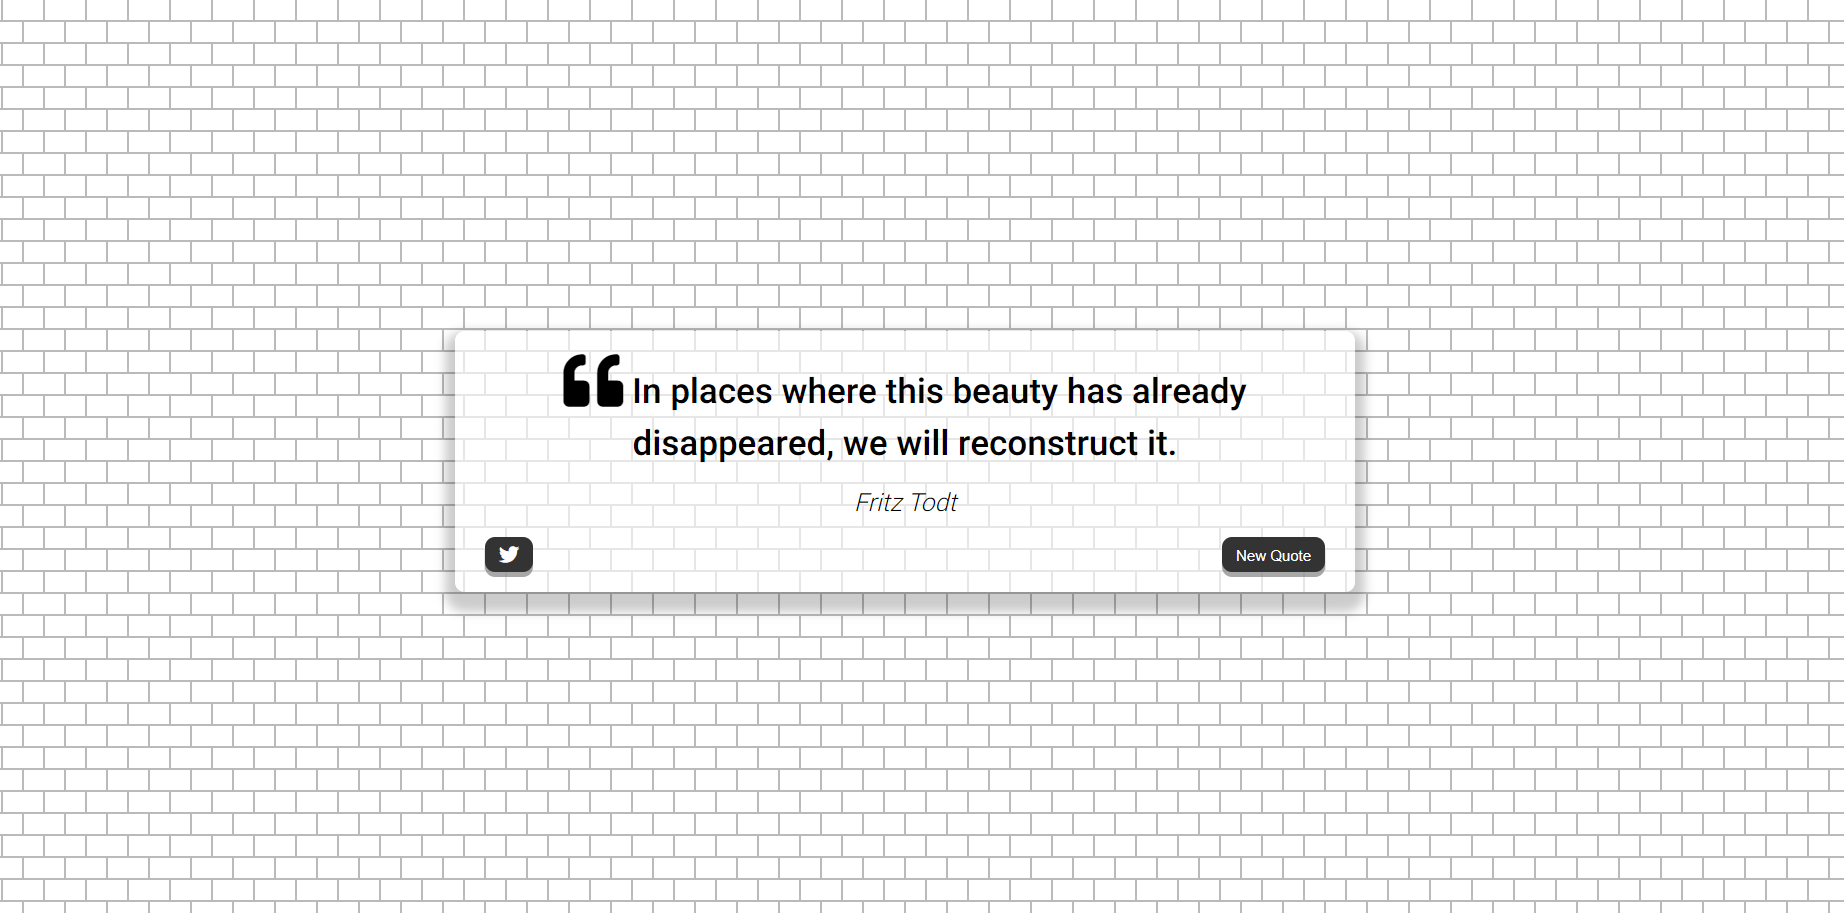 In places where this beauty has already
disappeared, we will reconstruct it.
Fritz Todt
New Quote